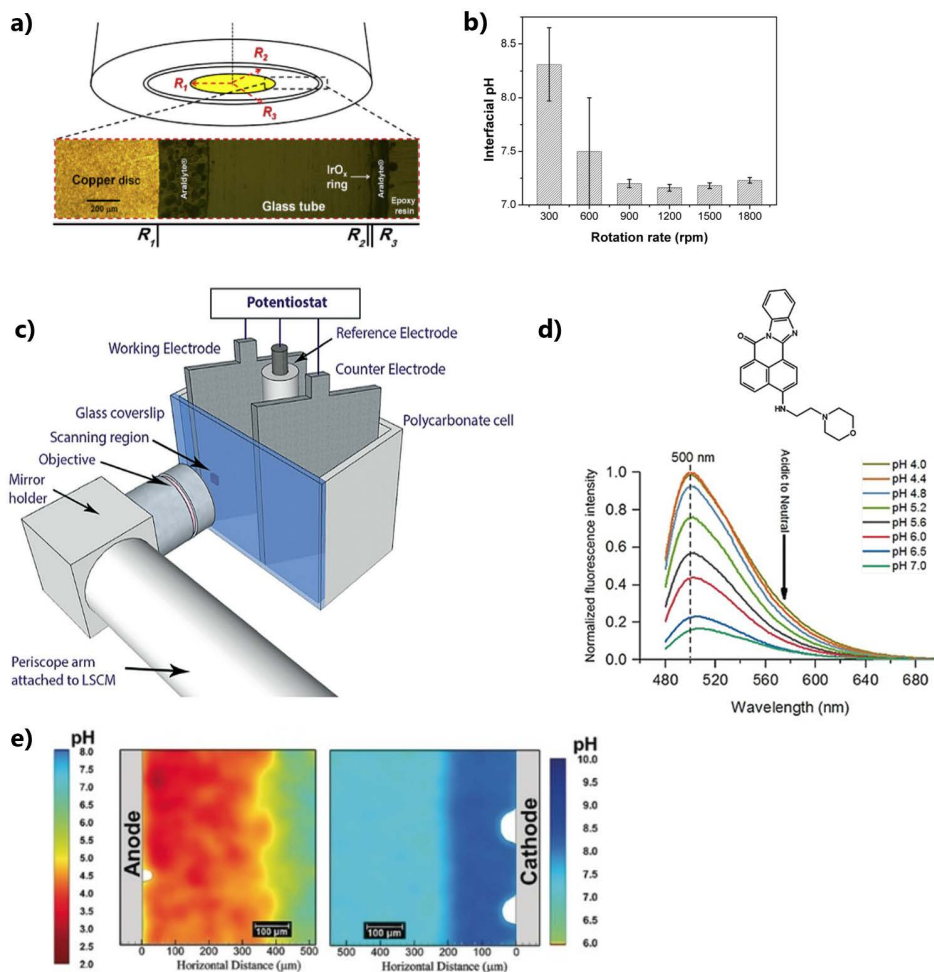 a)
R₂
R₁
R₃
Copper disc
200 μm
Araldyte®
Glass tube
IrOₓ
ring
Araldyte®
Epoxy
resin
R₁
R₂
R₃
b)
Interfacial pH
8.5
8.0
7.5
7.0
300 600 900 1200 1500 1800
Rotation rate (rpm)
c)
Potentiostat
Reference Electrode
Working Electrode
Counter Electrode
Glass coverslip
Polycarbonate cell
Scanning region
Objective
Mirror
holder
Periscope arm
attached to LSCM
d)
O
N
N
HN
N
O
500 nm
Acidic to Neutral
Normalized fluorescence intensity
1.0
0.8
0.6
0.4
0.2
0.0
480 520 560 600 640 680
Wavelength (nm)
pH 4.0
pH 4.4
pH 4.8
pH 5.2
pH 5.6
pH 6.0
pH 6.5
pH 7.0
e)
pH
8.0
7.5
7.0
6.5
6.0
5.5
5.0
4.5
4.0
3.5
3.0
2.5
2.0
Anode
100 μm
0 100 200 300 400 500
Horizontal Distance (μm)
100 μm
500 400 300 200 100 0
Horizontal Distance (μm)
Cathode
pH
10.0
9.5
9.0
8.5
8.0
7.5
7.0
6.5
6.0